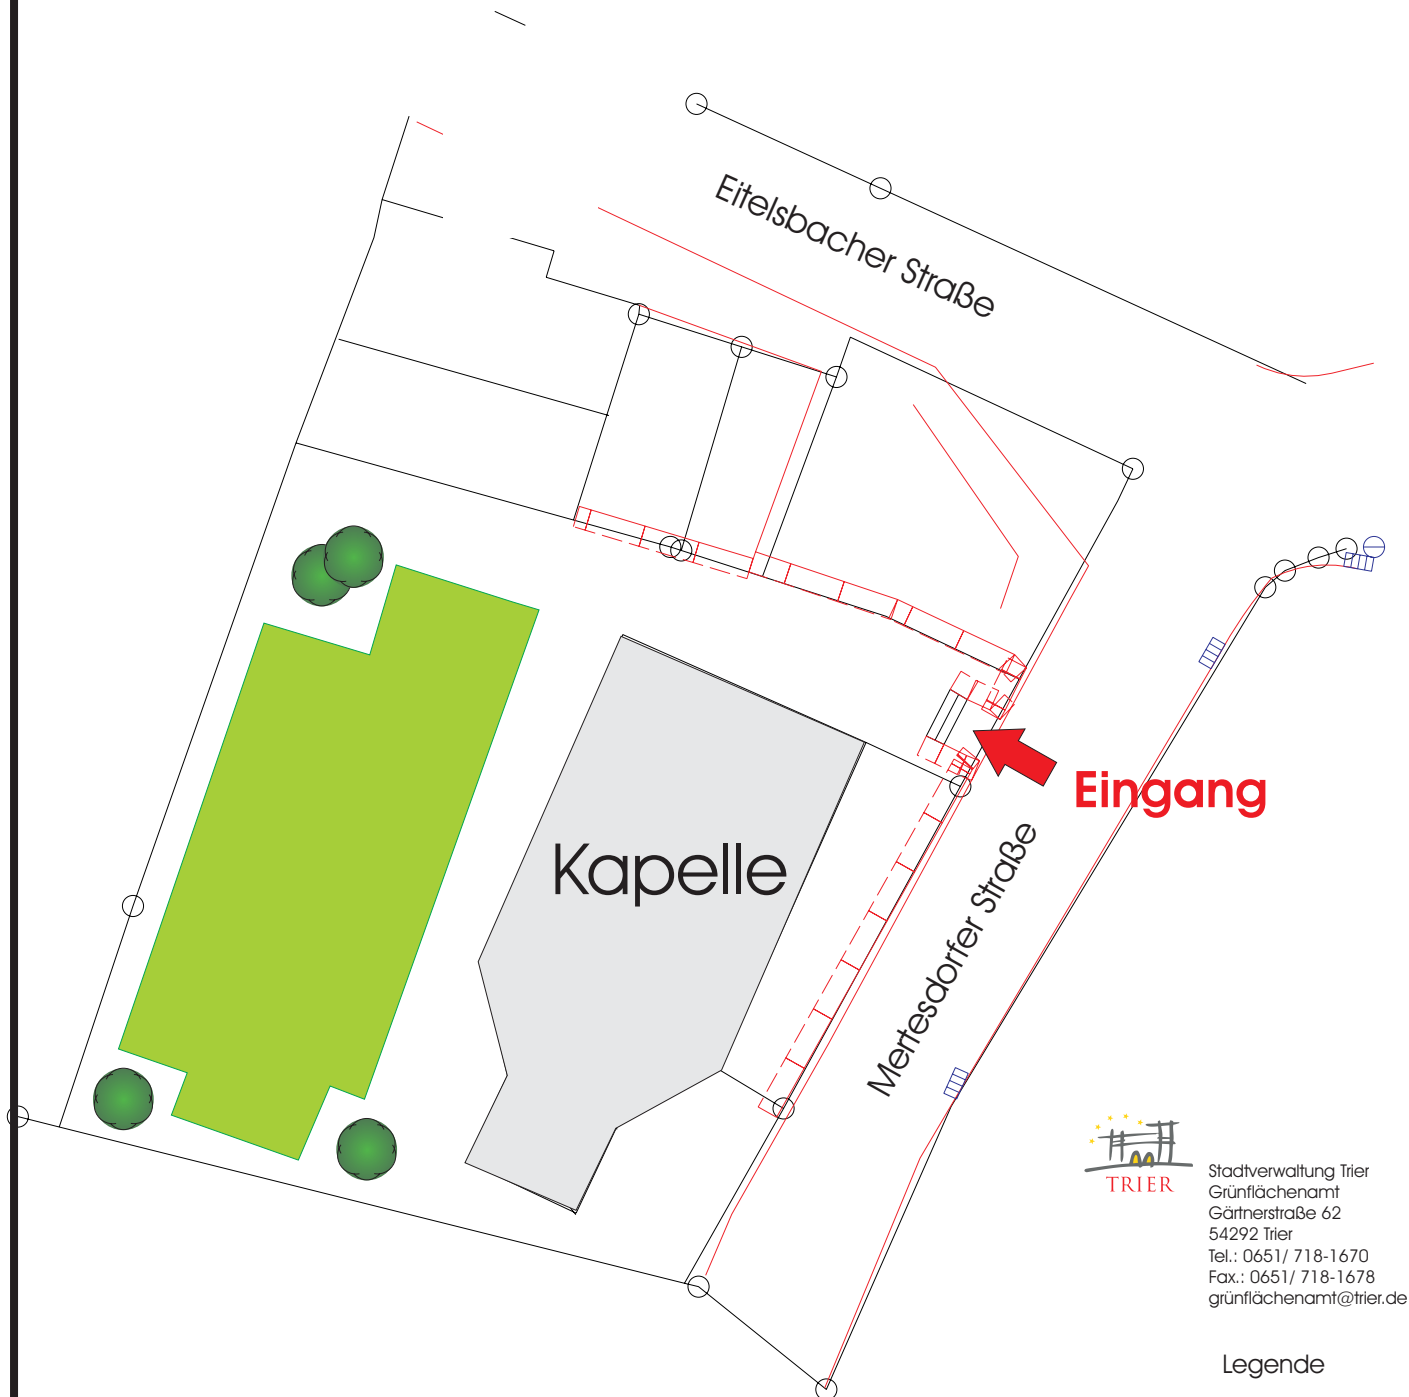 Eitelsbacher Straße
Eingang
Kapelle
Mertesdorfer Straße
TRIER
Stadtverwaltung Trier
Grünflächenamt
Gärtnerstraße 62
54292 Trier
Tel.: 0651/ 718-1670
Fax.: 0651/ 718-1678
grünflächenamt@trier.de
Legende